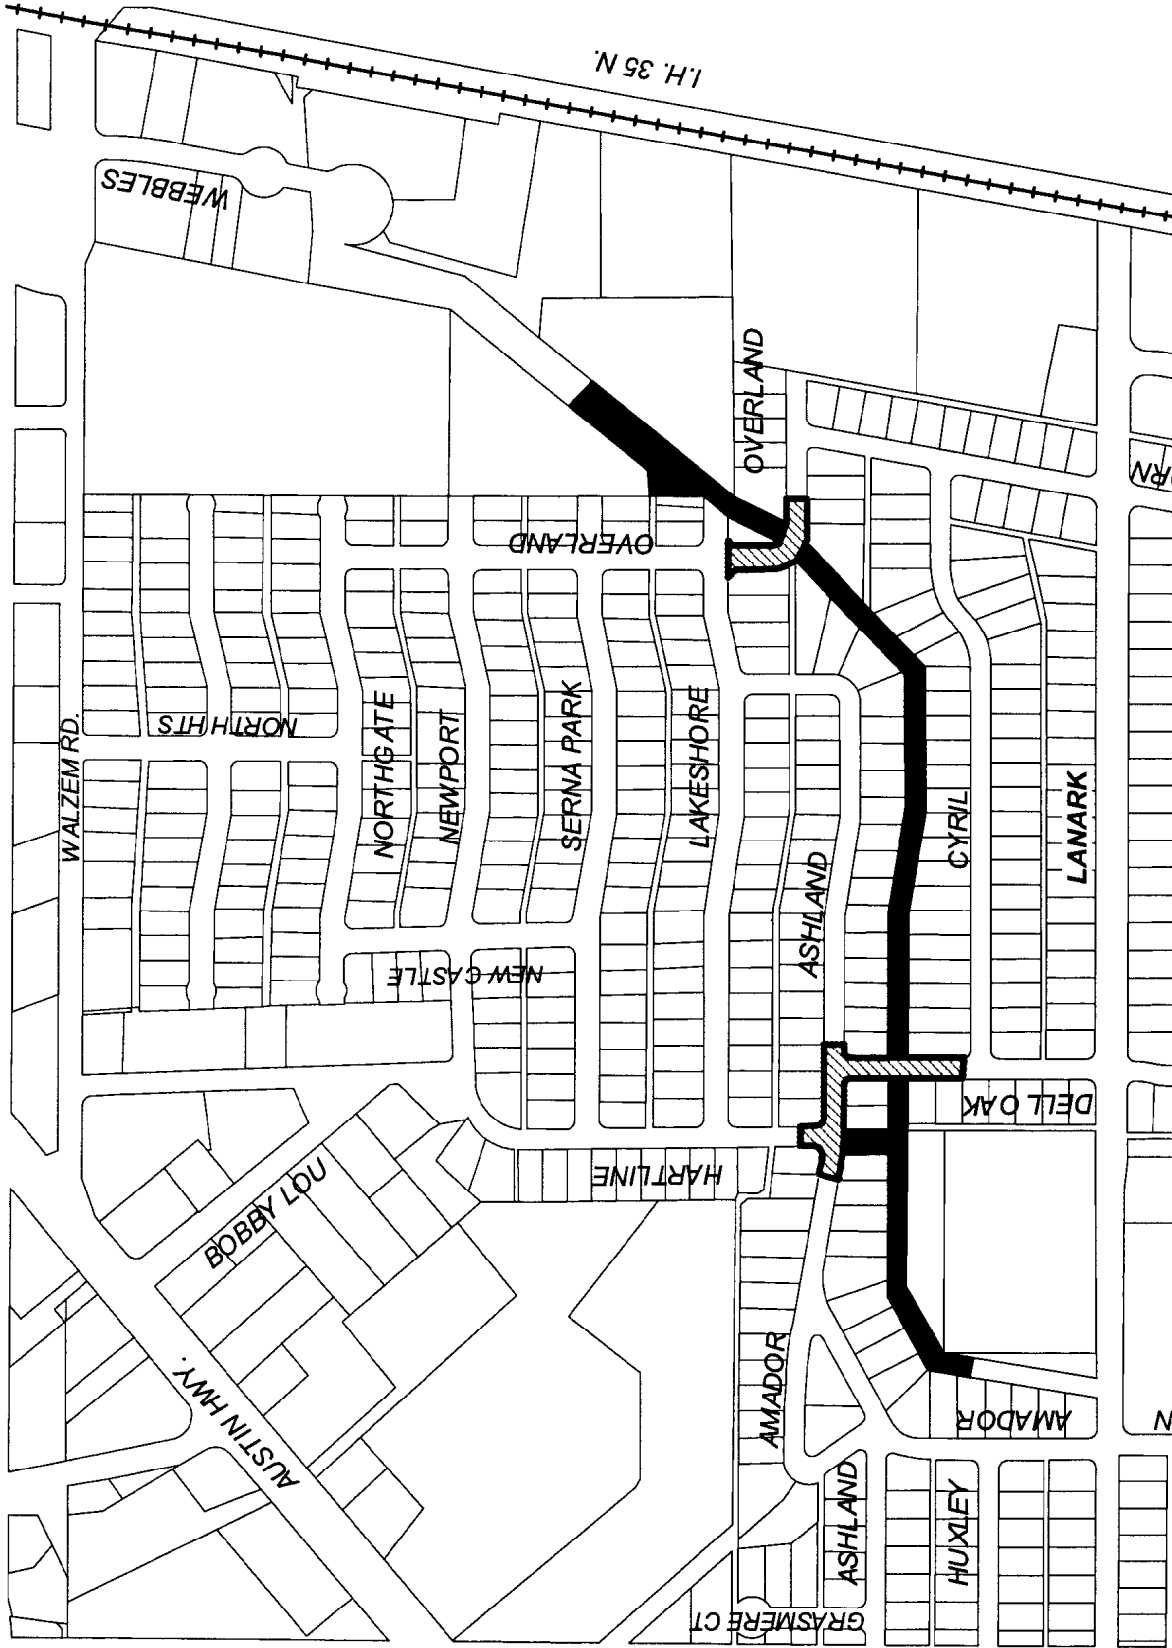 I.H. 35 N.
WEBBLES
OVERLAND
OVERLAND
WALZEM RD.
NORTH HTS
NORTHGATE
NEWPORT
SERNA PARK
LAKESHORE
ASHLAND
CYRIL
LANARK
NEW CASTLE
DELL OAK
HARTLINE
BOBBY LOU
AUSTIN HWY.
AMADOR
AMADOR
ASHLAND
HUXLEY
GRASMERE CT
N